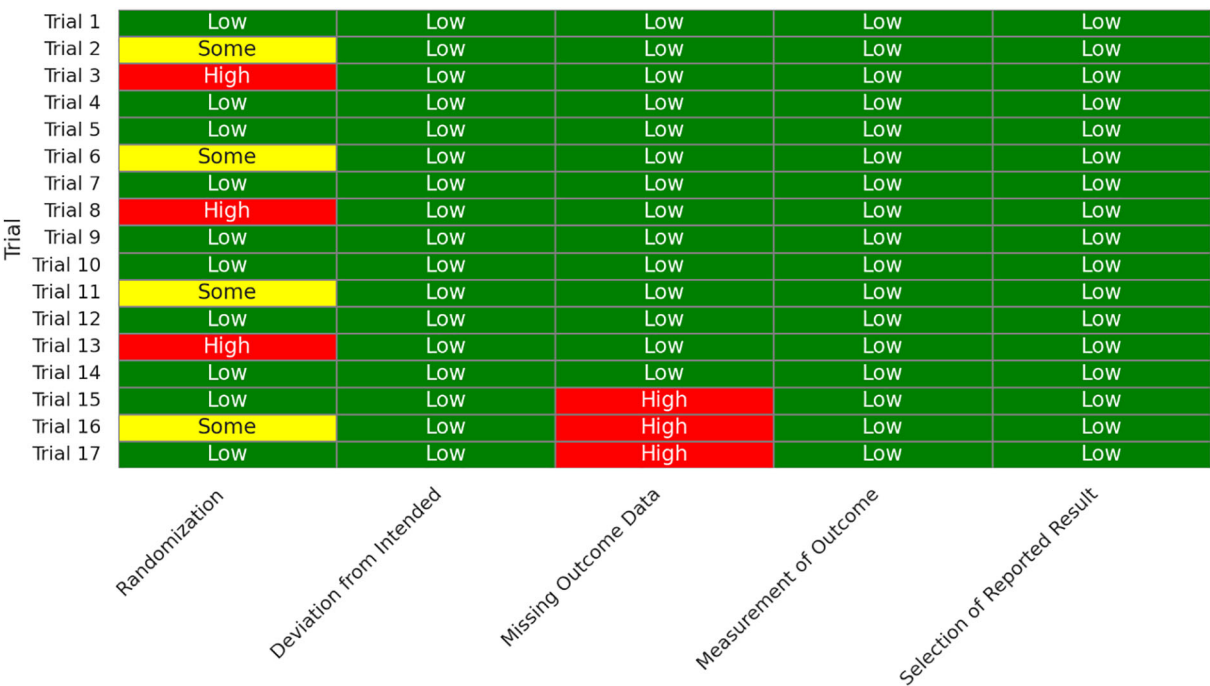 Trial 1 Low Low Low Low Low
Trial 2 Some Low Low Low Low
Trial 3 High Low Low Low Low
Trial 4 Low Low Low Low Low
Trial 5 Low Low Low Low Low
Trial 6 Some Low Low Low Low
Trial 7 Low Low Low Low Low
Trial 8 High Low Low Low Low
Trial 9 Low Low Low Low Low
Trial 10 Low Low Low Low Low
Trial 11 Some Low Low Low Low
Trial 12 Low Low Low Low Low
Trial 13 High Low Low Low Low
Trial 14 Low Low Low Low Low
Trial 15 Low Low High Low Low
Trial 16 Some Low High Low Low
Trial 17 Low Low High Low Low
Trial
Randomization
Deviation from Intended
Missing Outcome Data
Measurement of Outcome
Selection of Reported Result